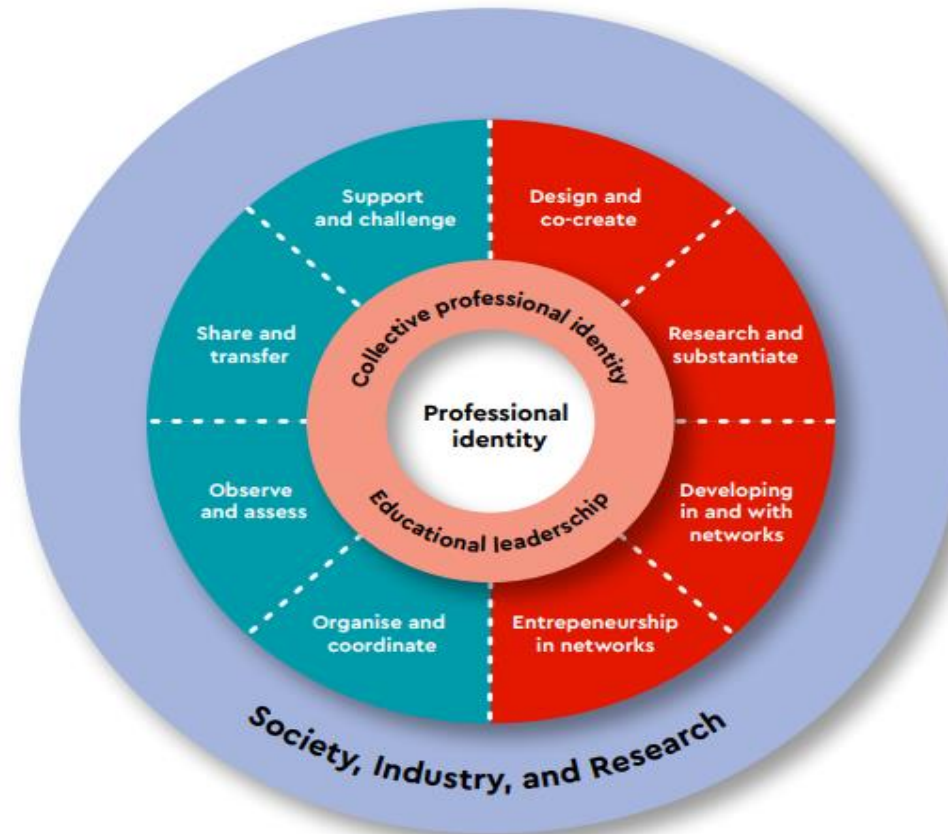 Support
and challenge
Design and
co-create
Share and
transfer
Collective professional identity
Research and
substantiate
Professional
identity
Observe
and assess
Educational leaderschip
Developing
in and with
networks
Organise and
coordinate
Entrepeneurship
in networks
Society, Industry, and Research